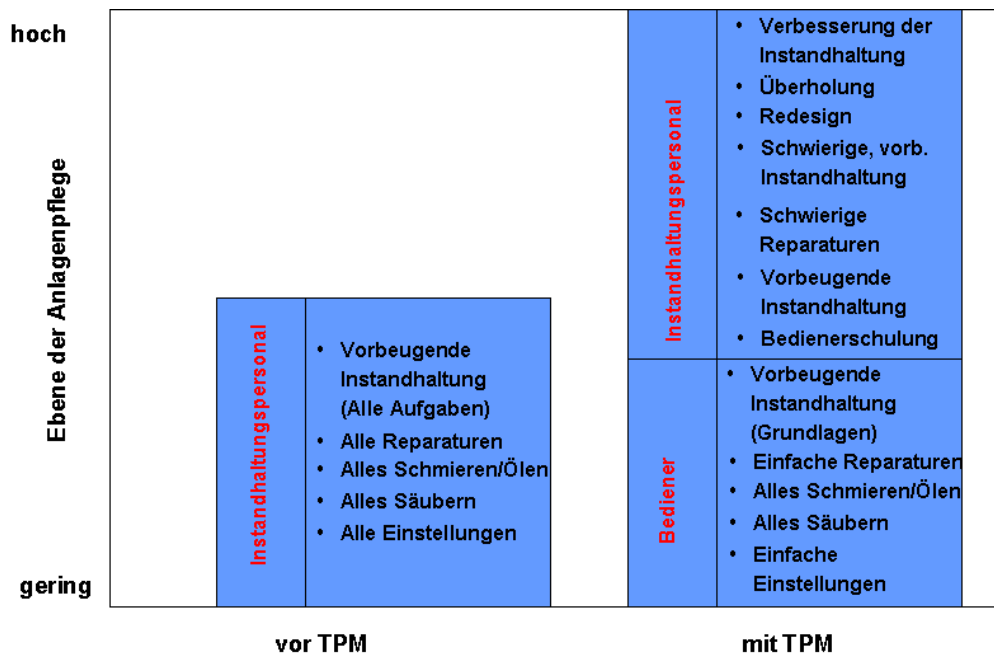 hoch
Ebene der Anlagenpflege
gering
Instandhaltungspersonal
• Vorbeugende
Instandhaltung
(Alle Aufgaben)
• Alle Reparaturen
• Alles Schmieren/Ölen
• Alles Säubern
• Alle Einstellungen
vor TPM
Instandhaltungspersonal
• Verbesserung der
Instandhaltung
• Überholung
• Redesign
• Schwierige, vorb.
Instandhaltung
• Schwierige
Reparaturen
• Vorbeugende
Instandhaltung
• Bedienerschulung
Bediener
• Vorbeugende
Instandhaltung
(Grundlagen)
• Einfache Reparaturen
• Alles Schmieren/Ölen
• Alles Säubern
• Einfache
Einstellungen
mit TPM